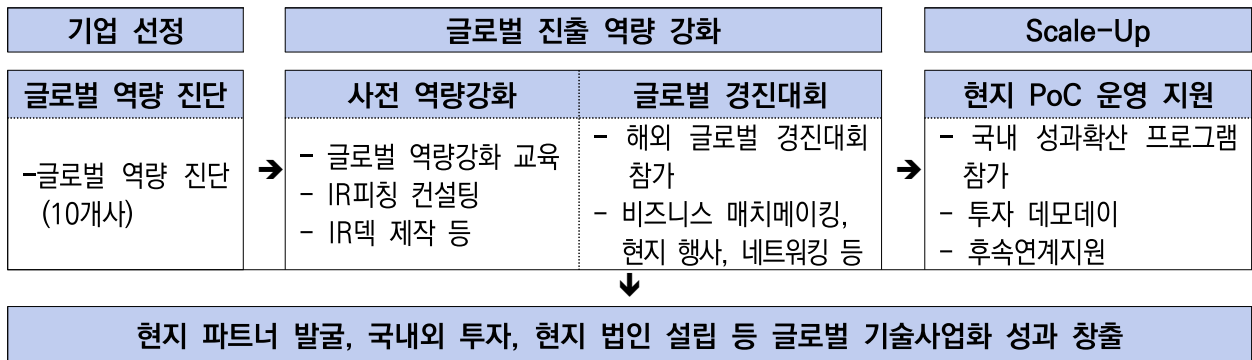 기업 선정
글로벌 진출 역량 강화
Scale-Up
글로벌 역량 진단
-글로벌 역량 진단
(10개사)
➔
사전 역량강화
- 글로벌 역량강화 교육
- IR피칭 컨설팅
- IR덱 제작 등
글로벌 경진대회
- 해외 글로벌 경진대회
참가
- 비즈니스 매치메이킹,
현지 행사, 네트워킹 등
➔
현지 PoC 운영 지원
- 국내 성과확산 프로그램
참가
- 투자 데모데이
- 후속연계지원
현지 파트너 발굴, 국내외 투자, 현지 법인 설립 등 글로벌 기술사업화 성과 창출